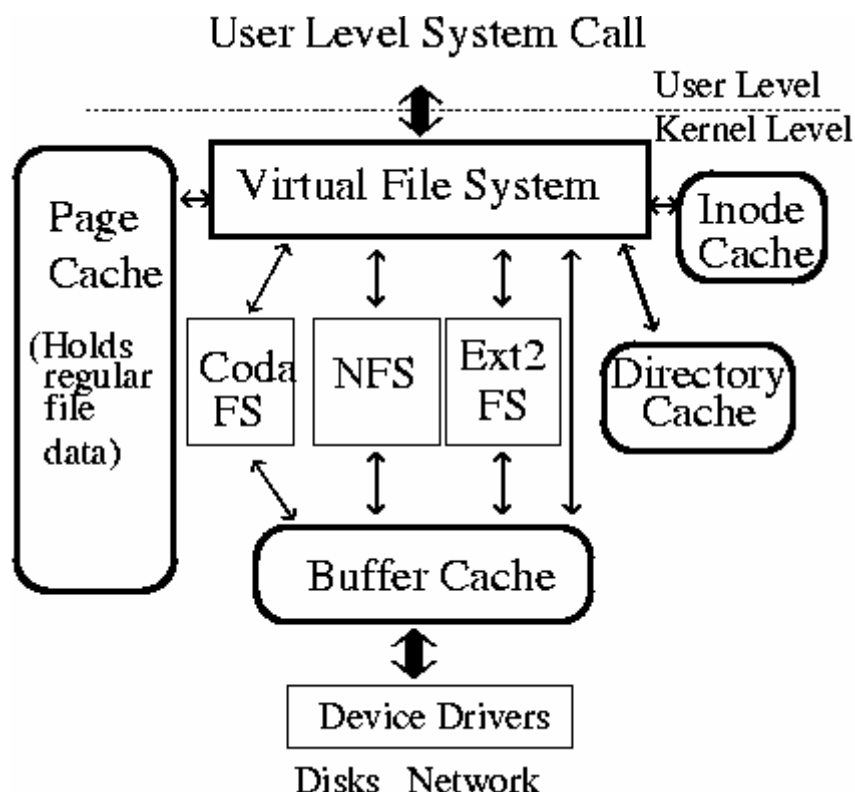 User Level System Call
User Level
Kernel Level
Virtual File System
Page
Cache
(Holds
regular
file
data)
Inode
Cache
Coda
FS
NFS
Ext2
FS
Directory
Cache
Buffer Cache
Device Drivers
Disks Network